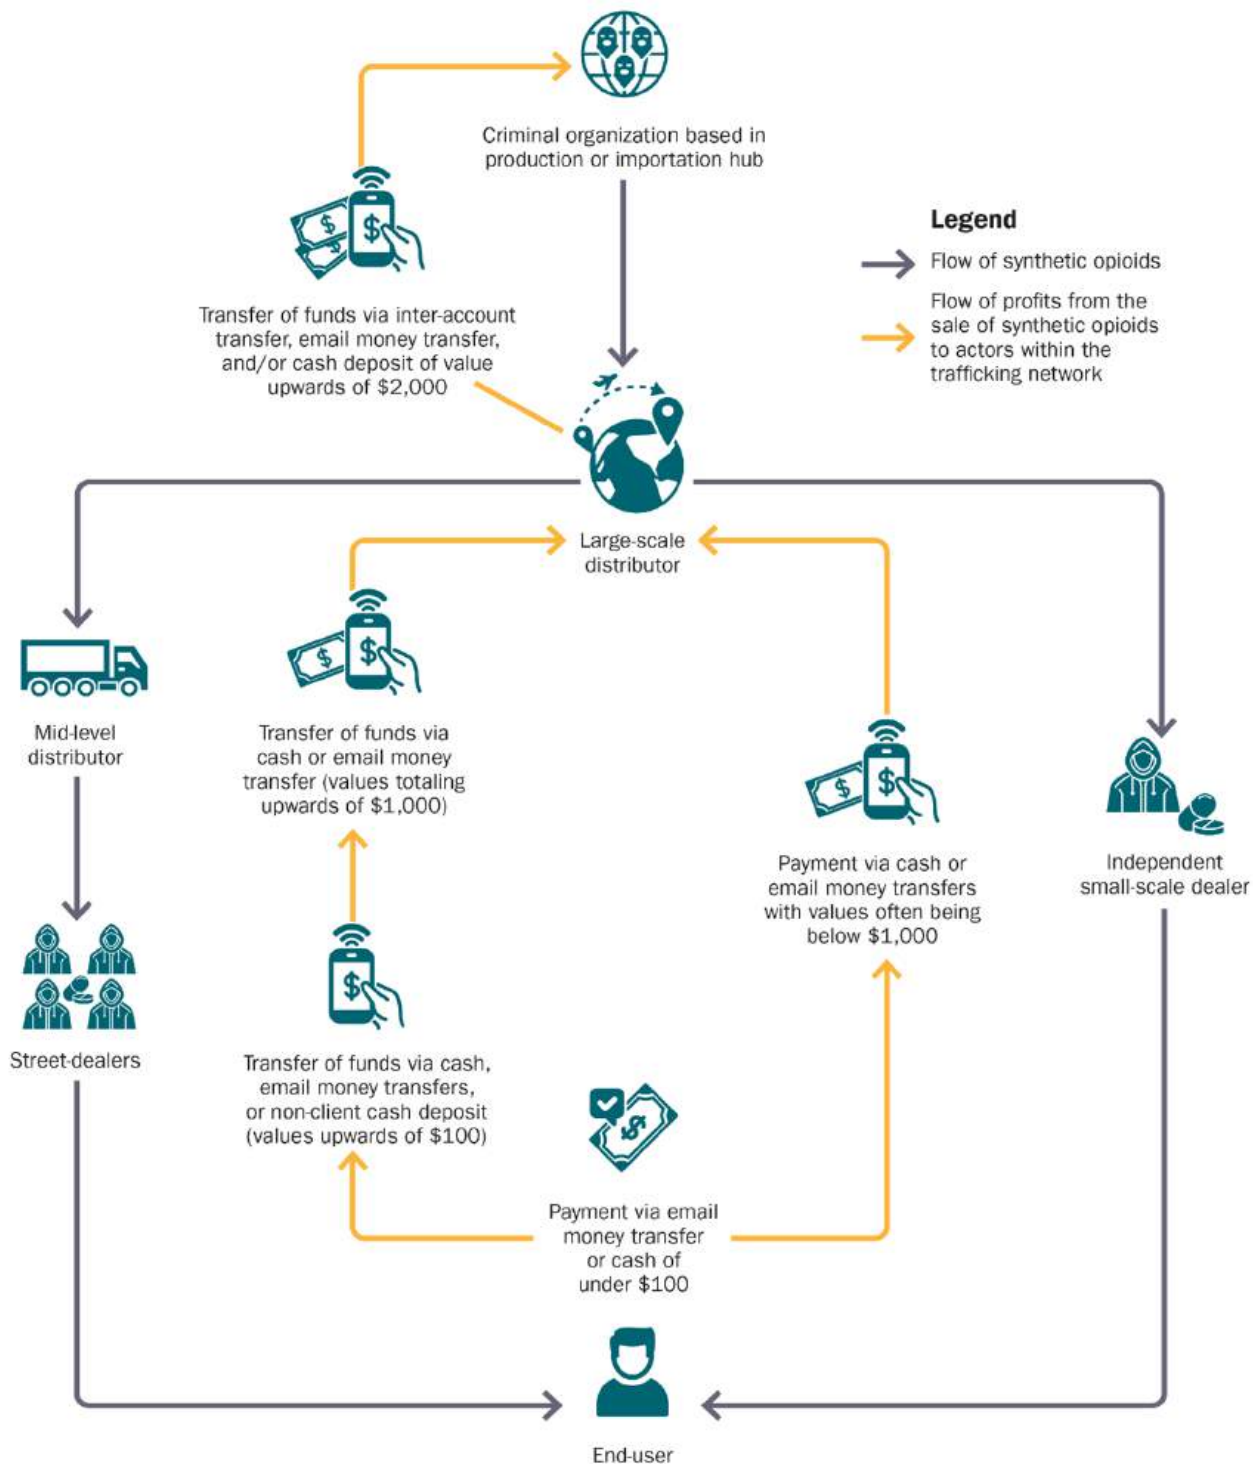 Criminal organization based in
production or importation hub
Legend
Flow of synthetic opioids
Flow of profits from the
sale of synthetic opioids
to actors within the
trafficking network
Transfer of funds via inter-account
transfer, email money transfer,
and/or cash deposit of value
upwards of $2,000
Large-scale
distributor
Mid-level
distributor
Transfer of funds via
cash or email money
transfer (values totaling
upwards of $1,000)
Payment via cash or
email money transfers
with values often being
below $1,000
Independent
small-scale dealer
Street-dealers
Transfer of funds via cash,
email money transfers,
or non-client cash deposit
(values upwards of $100)
Payment via email
money transfer
or cash of
under $100
End-user